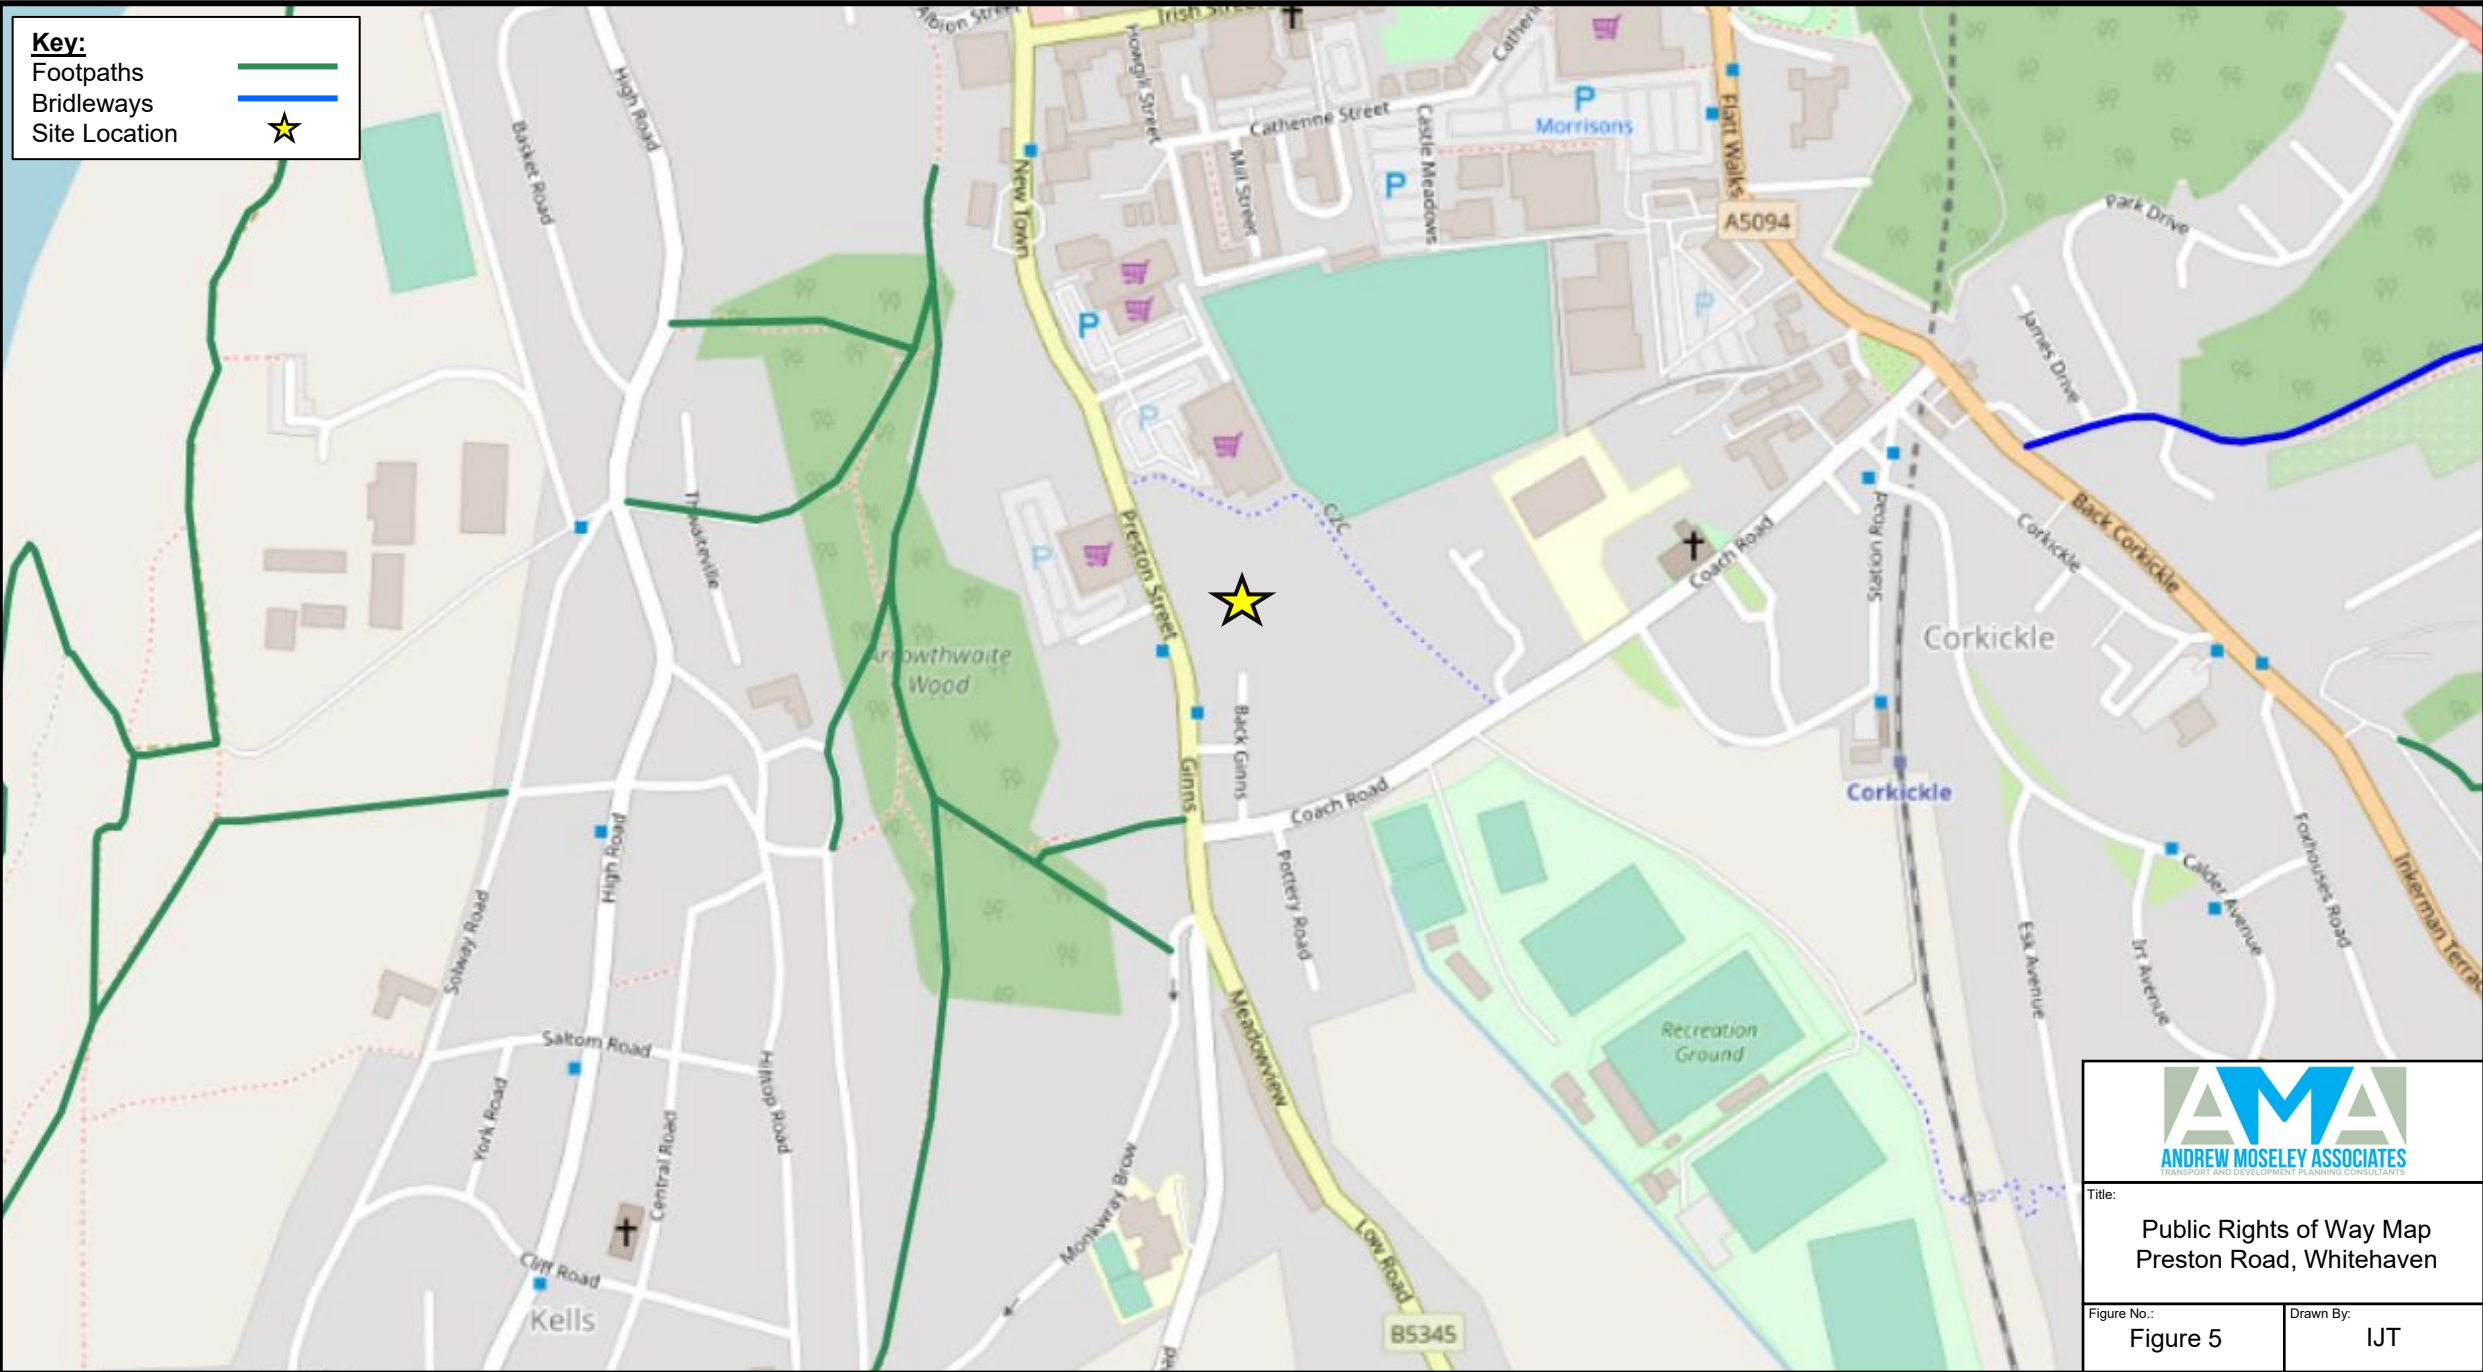 Key:
Footpaths
Bridleways
Site Location
Albion Street
Irish Street
High Road
Basket Road
Howgill Street
New Town
Catherine Street
Mill Street
Castle Meadows
P
Morrisons
P
Flatt Walks
A5094
Park Drive
James Drive
P
P
P
P
Thwaiteville
Preston Street
C2C
Coach Road
Station Road
Corkickle
Back Corkickle
Corkickle
Arrowthwaite
Wood
Back Ginns
Ginns
Coach Road
Corkickle
Pottery Road
High Road
Solway Road
Foxhouses Road
Calder Avenue
Inkerman Terrac
Esk Avenue
Irt Avenue
Meadowview
Recreation
Ground
Saltom Road
York Road
Central Road
Hilltop Road
Monkwray Brow
Cliff Road
Kells
Low Road
B5345
AMA
ANDREW MOSELEY ASSOCIATES
TRANSPORT AND DEVELOPMENT PLANNING CONSULTANTS
Title:
Public Rights of Way Map
Preston Road, Whitehaven
Figure No.:
Figure 5
Drawn By:
IJT